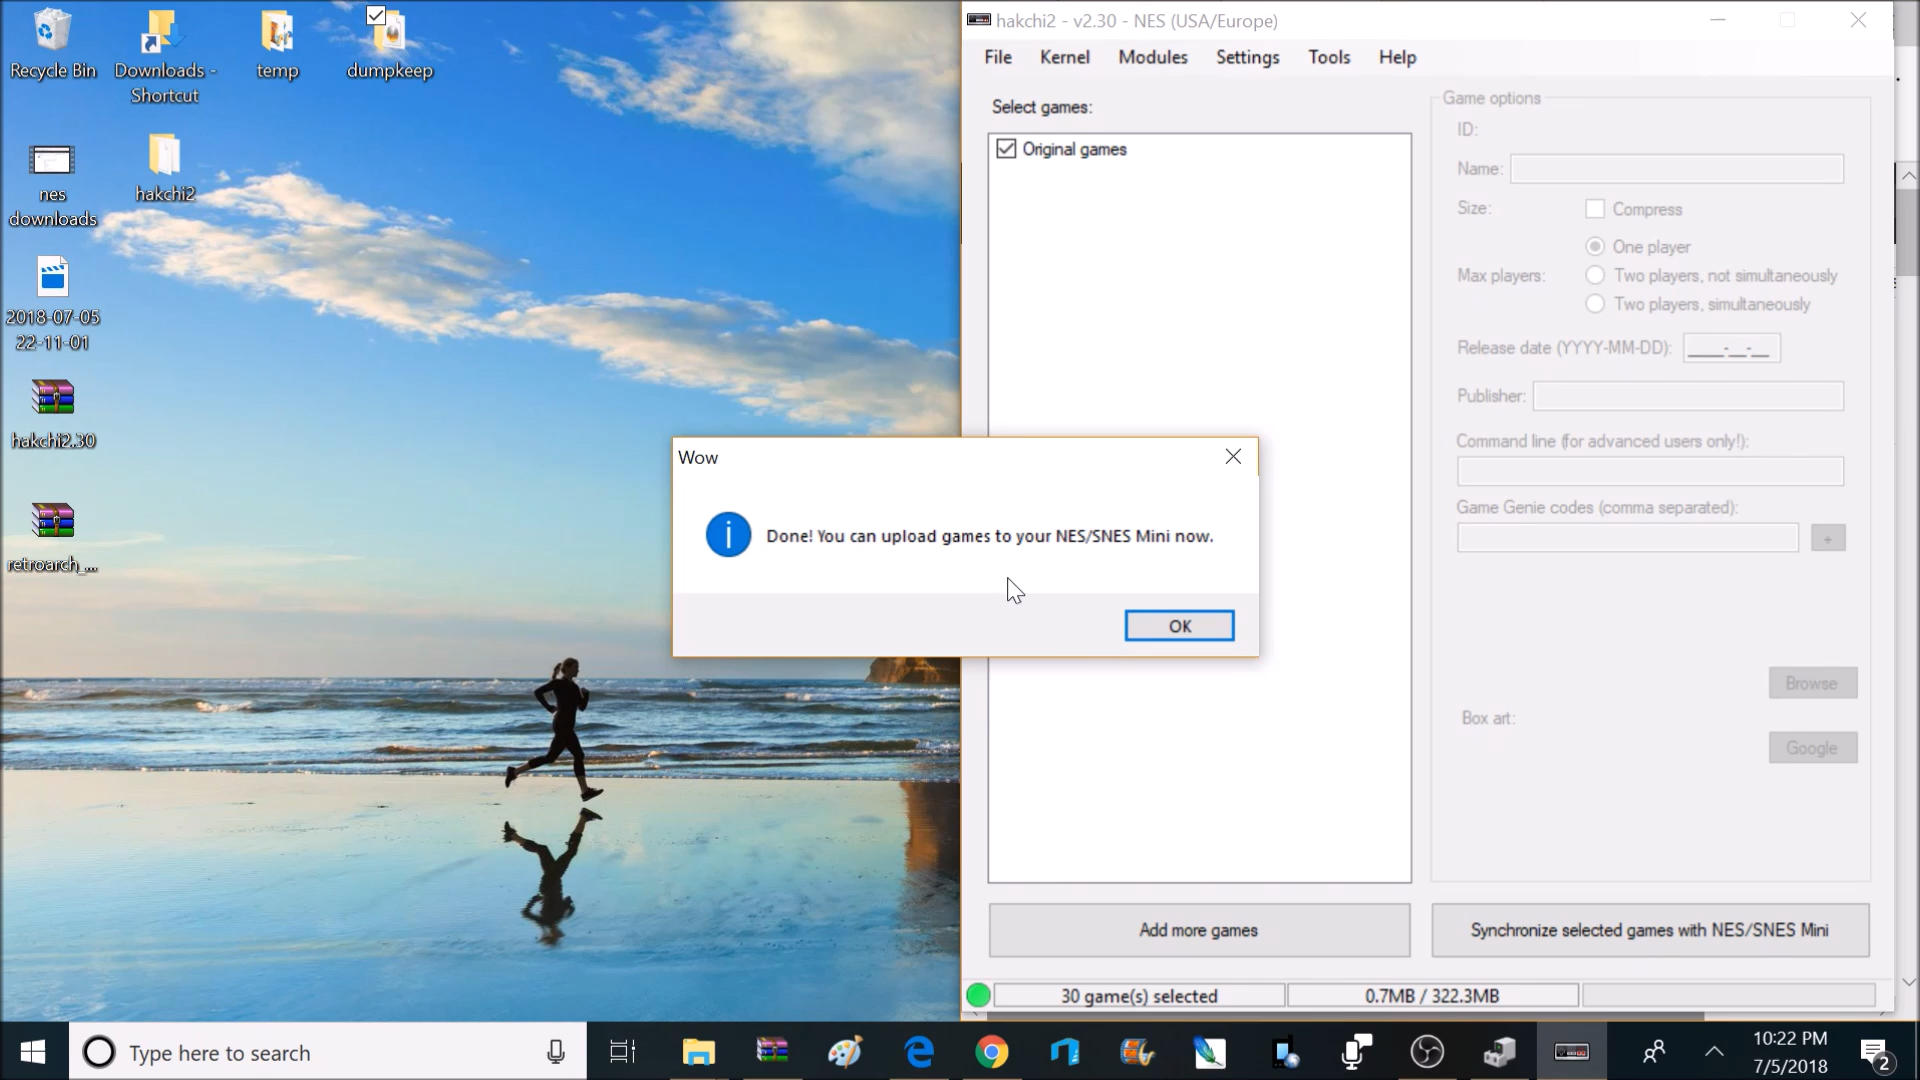 Recycle Bin
Downloads -
Shortcut
temp
dumpkeep
nes
downloads
hakchi2
2018-07-05
22-11-01
hakchi2.30
retroarch_...
hakchi2 - v2.30 - NES (USA/Europe)
File Kernel Modules Settings Tools Help
Select games:
Original games
Game options
ID:
Name:
Size:
Compress
Max players:
One player
Two players, not simultaneously
Two players, simultaneously
Release date (YYYY-MM-DD): ____-__-__
Publisher:
Command line (for advanced users only!):
Game Genie codes (comma separated):
+
Browse
Box art:
Google
Wow
Done! You can upload games to your NES/SNES Mini now.
OK
Add more games
Synchronize selected games with NES/SNES Mini
30 game(s) selected
0.7MB / 322.3MB
Type here to search
10:22 PM
7/5/2018
2